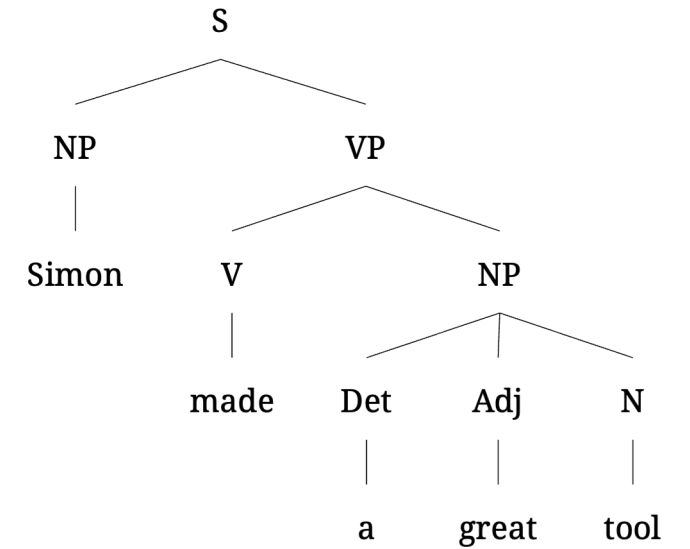 S
NP VP
Simon V NP
made Det Adj N
a great tool